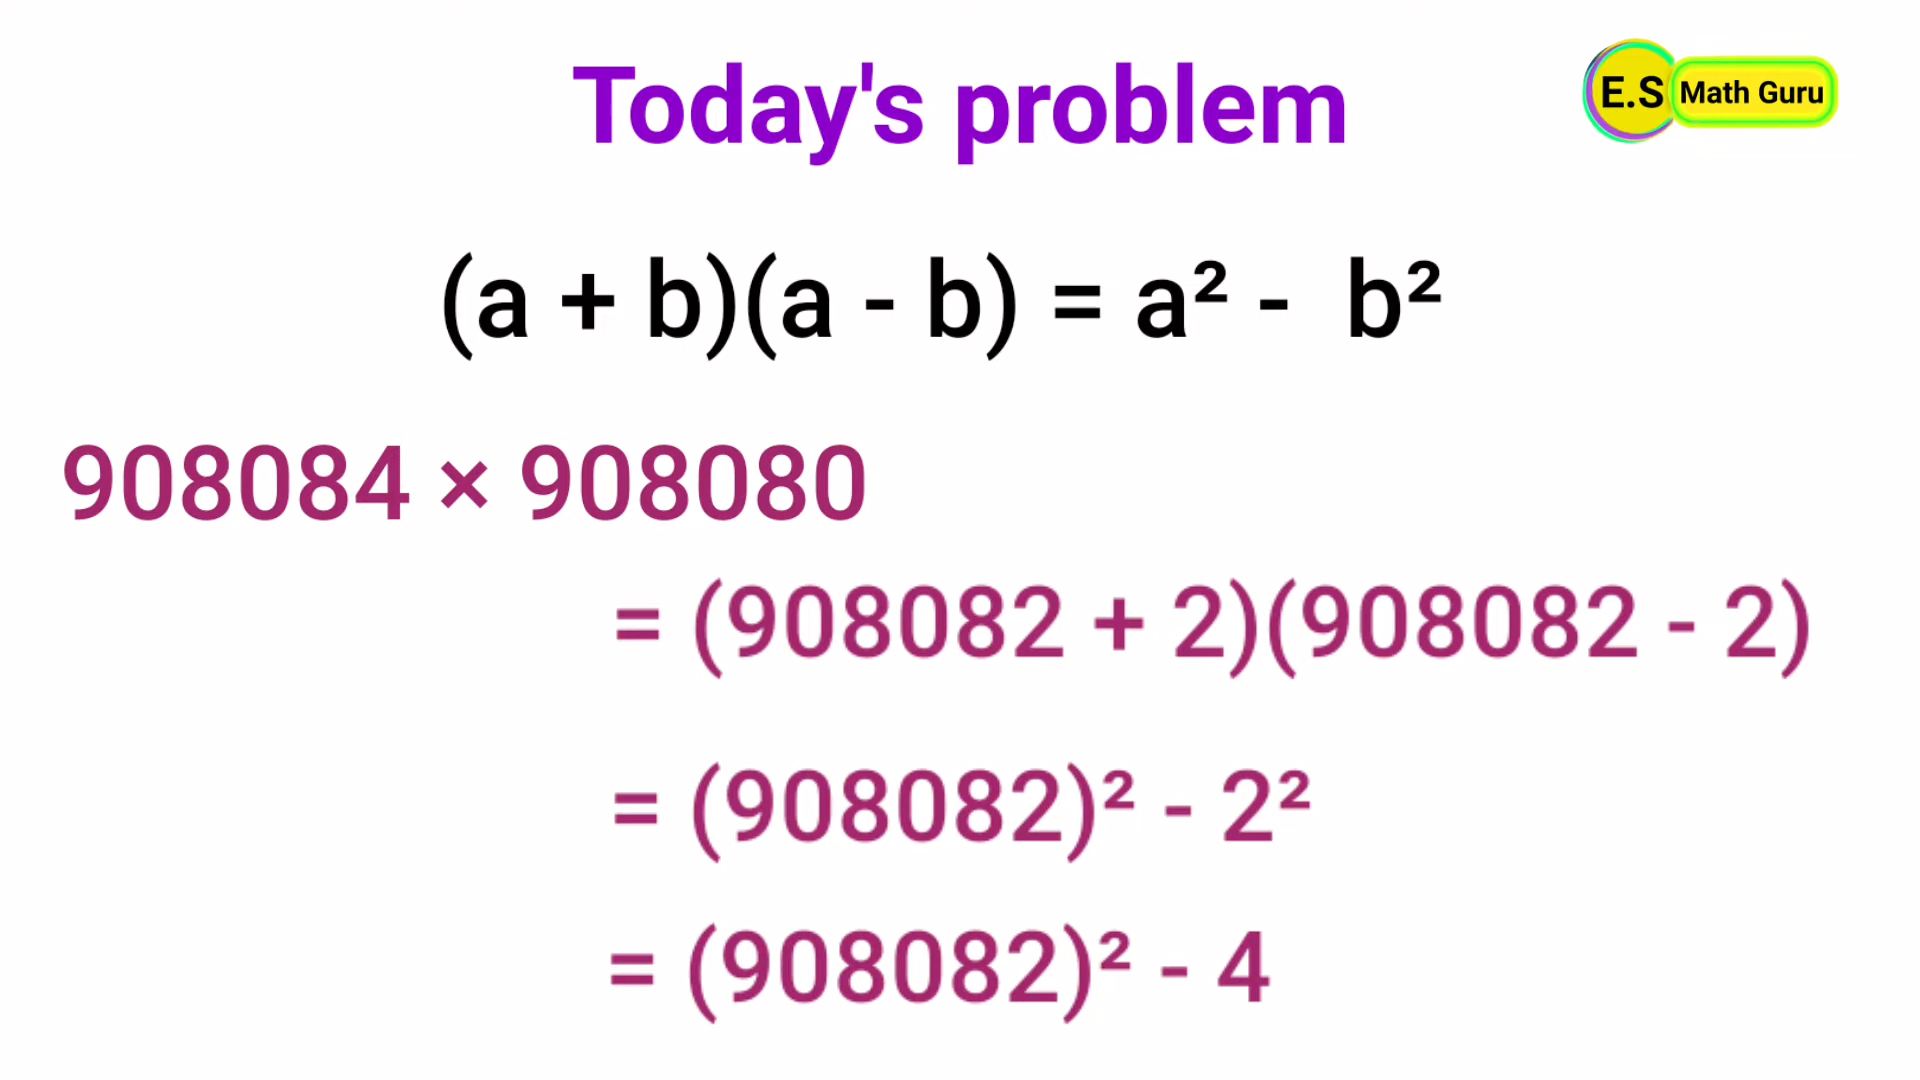 Today's problem
E.S Math Guru
(a + b)(a - b) = a² - b²
908084 × 908080
= (908082 + 2)(908082 - 2)
= (908082)² - 2²
= (908082)² - 4